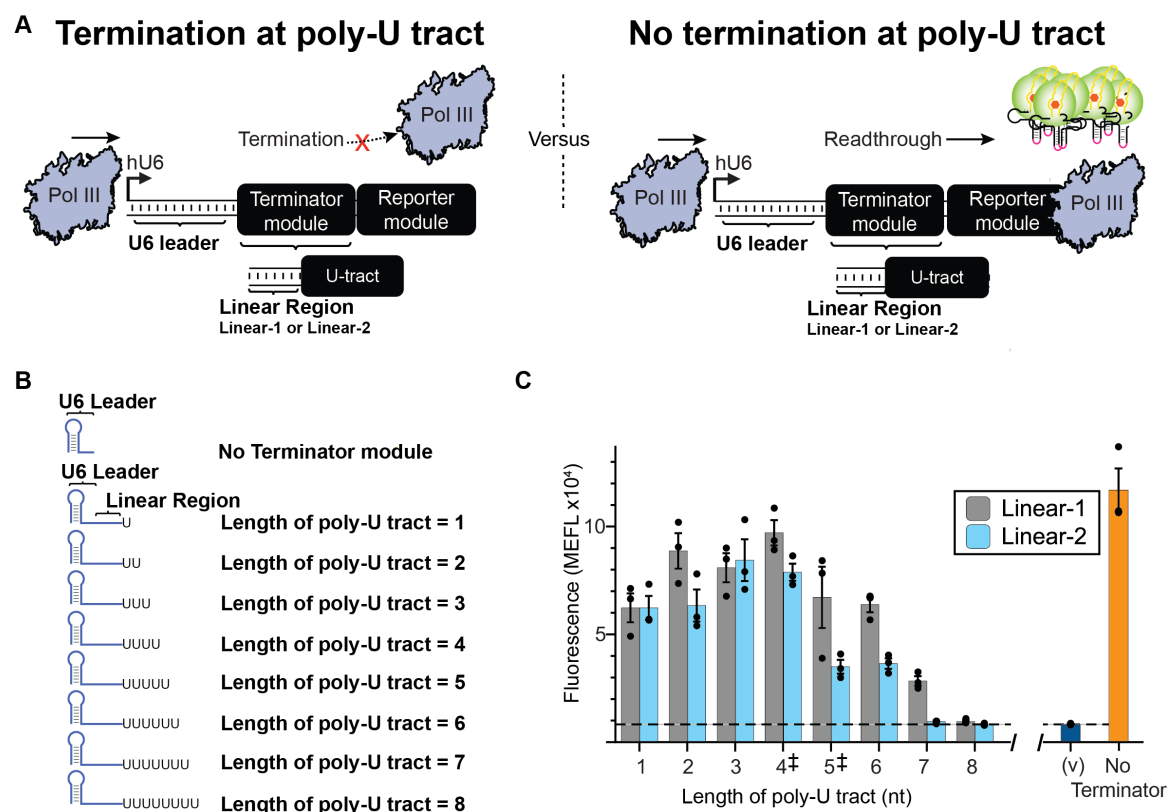 A
Termination at poly-U tract
No termination at poly-U tract
Pol III
Termination
X
Versus
Readthrough
hU6
Pol III
Terminator
module
Reporter
module
U6 leader
U-tract
Linear Region
Linear-1 or Linear-2
hU6
Pol III
Terminator
module
Reporter
module
Pol III
U6 leader
U-tract
Linear Region
Linear-1 or Linear-2
B
U6 Leader
No Terminator module
U6 Leader
Linear Region
U
Length of poly-U tract = 1
UU
Length of poly-U tract = 2
UUU
Length of poly-U tract = 3
UUUU
Length of poly-U tract = 4
UUUUU
Length of poly-U tract = 5
UUUUUU
Length of poly-U tract = 6
UUUUUUU
Length of poly-U tract = 7
UUUUUUUU
Length of poly-U tract = 8
C
Fluorescence (MEFL x10⁴)
10
5
Linear-1
Linear-2
1 2 3 4‡ 5‡ 6 7 8 (v) No
Terminator
Length of poly-U tract (nt)